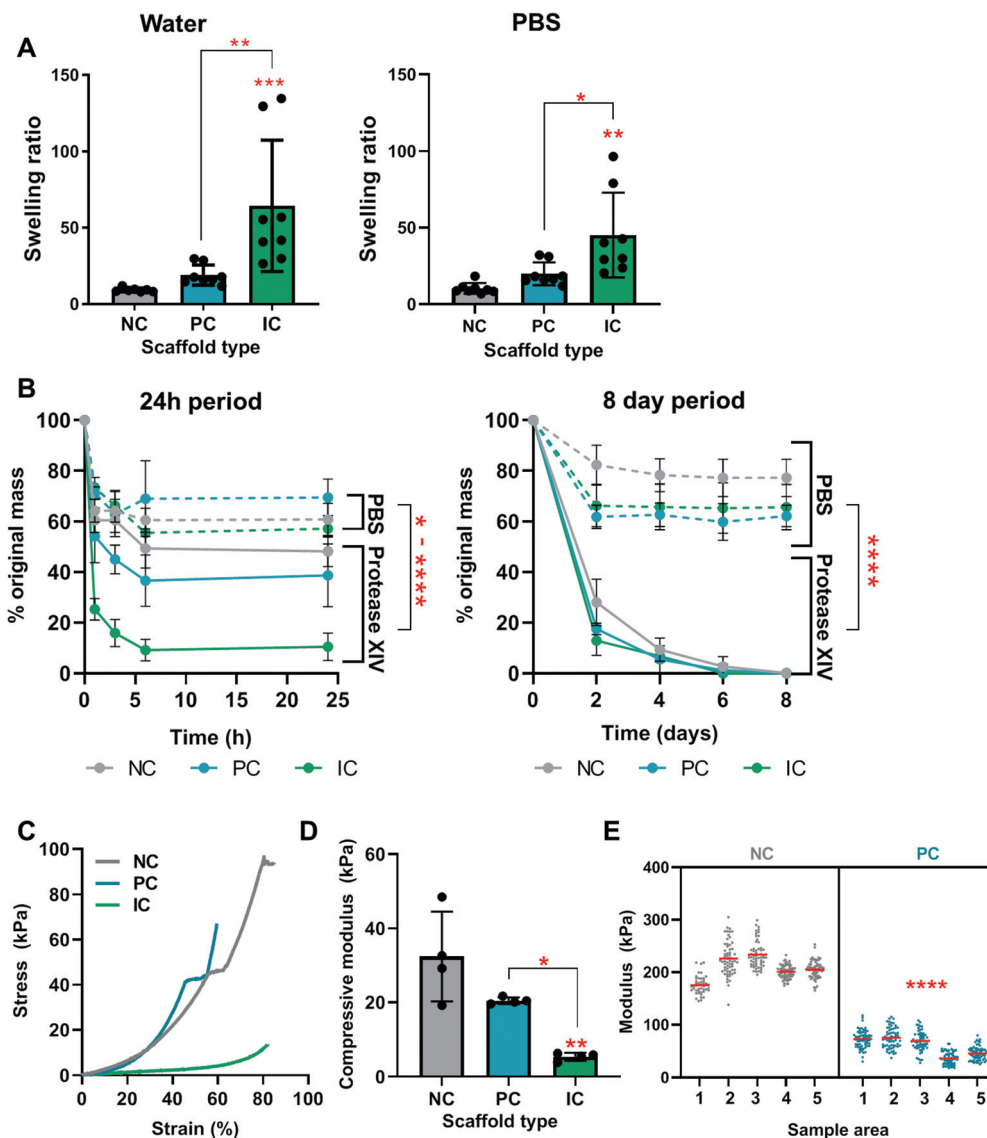 A
Water
PBS
**
***
*
**
Swelling ratio
150
100
50
0
NC PC IC
Scaffold type
Swelling ratio
150
100
50
0
NC PC IC
Scaffold type
B
24h period
8 day period
% original mass
100
80
60
40
20
0
0 5 10 15 20 25
Time (h)
PBS
Protease XIV
* - ****
NC PC IC
% original mass
100
80
60
40
20
0
0 2 4 6 8
Time (days)
PBS
Protease XIV
****
NC PC IC
C
Stress (kPa)
100
80
60
40
20
0
0 20 40 60 80 100
Strain (%)
NC
PC
IC
D
Compressive modulus (kPa)
60
40
20
0
*
**
NC PC IC
Scaffold type
E
NC PC
Modulus (kPa)
400
300
200
100
0
****
1 2 3 4 5 1 2 3 4 5
Sample area